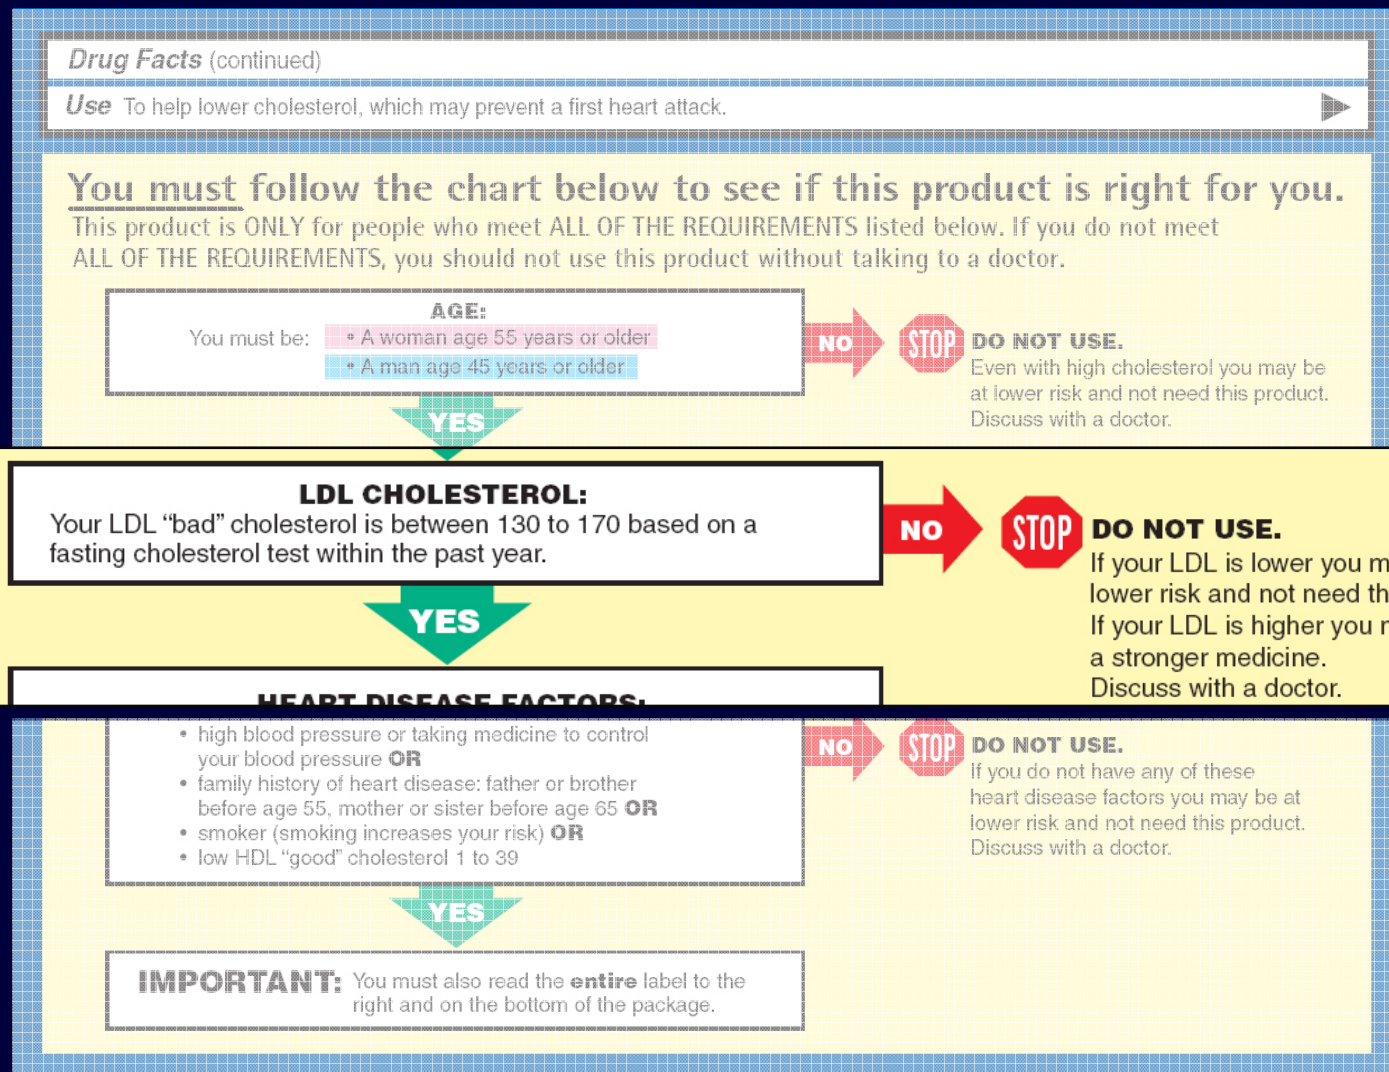 Drug Facts (continued)
Use To help lower cholesterol, which may prevent a first heart attack.
You must follow the chart below to see if this product is right for you.
This product is ONLY for people who meet ALL OF THE REQUIREMENTS listed below. If you do not meet
ALL OF THE REQUIREMENTS, you should not use this product without talking to a doctor.
AGE:
You must be: • A woman age 55 years or older
• A man age 45 years or older
NO
STOP
DO NOT USE.
Even with high cholesterol you may be
at lower risk and not need this product.
Discuss with a doctor.
YES
LDL CHOLESTEROL:
Your LDL “bad” cholesterol is between 130 to 170 based on a
fasting cholesterol test within the past year.
NO
STOP
DO NOT USE.
If your LDL is lower you
lower risk and not need
If your LDL is higher you
a stronger medicine.
Discuss with a doctor.
YES
HEART DISEASE FACTORS:
• high blood pressure or taking medicine to control
your blood pressure OR
• family history of heart disease: father or brother
before age 55, mother or sister before age 65 OR
• smoker (smoking increases your risk) OR
• low HDL “good” cholesterol 1 to 39
NO
STOP
DO NOT USE.
If you do not have any of these
heart disease factors you may be at
lower risk and not need this product.
Discuss with a doctor.
YES
IMPORTANT: You must also read the entire label to the
right and on the bottom of the package.